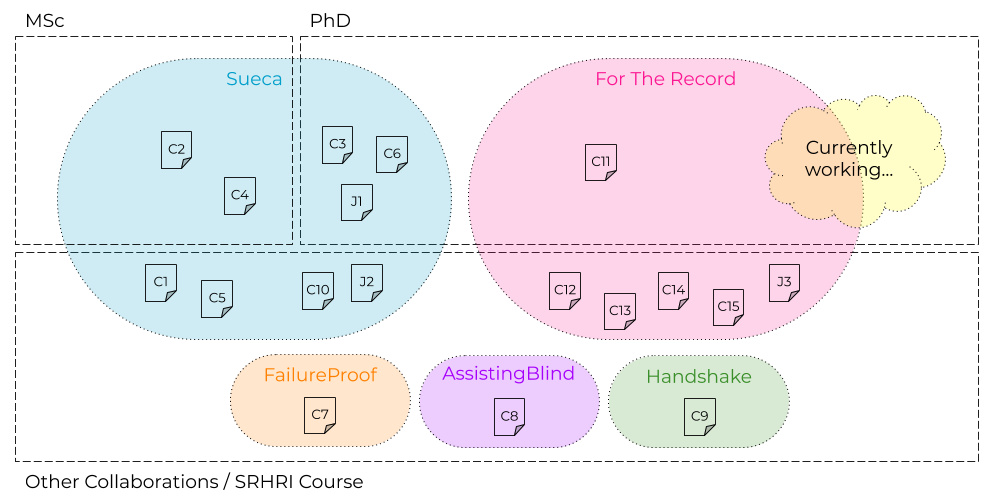 MSc
PhD
Sueca
For The Record
C2
C4
C3
C6
J1
C11
Currently
working...
C1
C5
C10
J2
C12
C13
C14
C15
J3
FailureProof
AssistingBlind
Handshake
C7
C8
C9
Other Collaborations / SRHRI Course